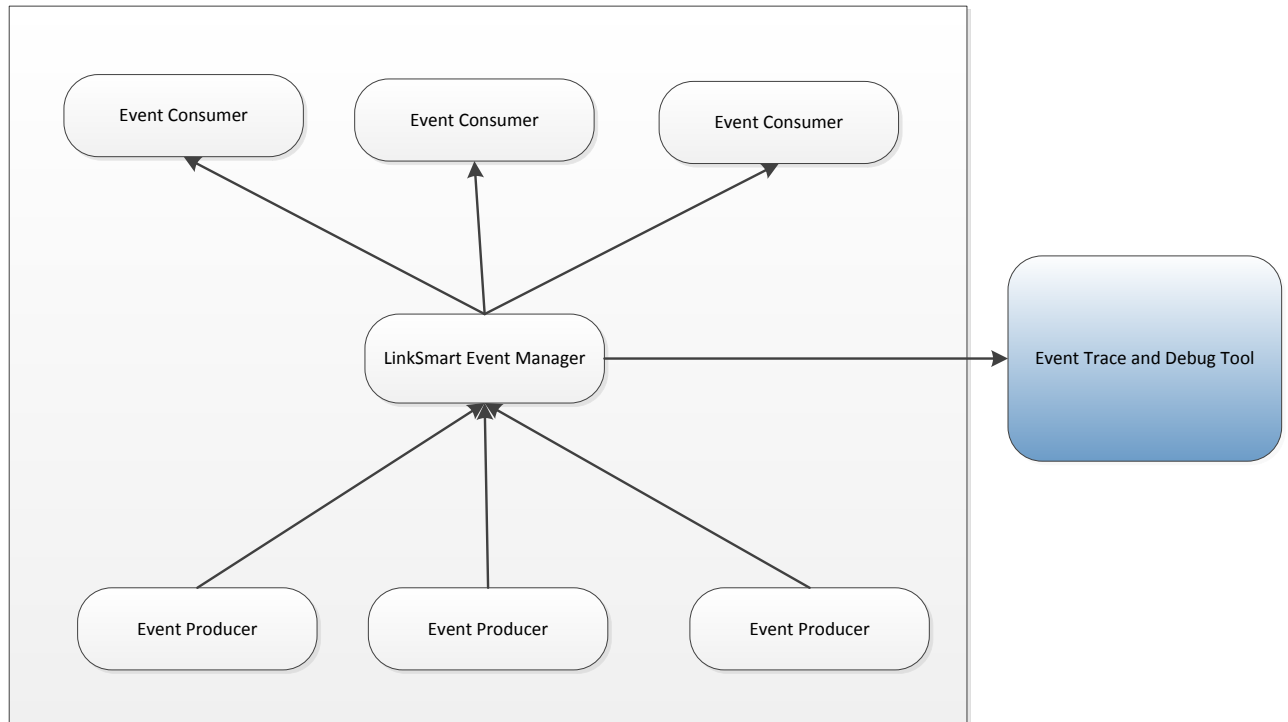 Event Consumer
Event Consumer
Event Consumer
LinkSmart Event Manager
Event Trace and Debug Tool
Event Producer
Event Producer
Event Producer